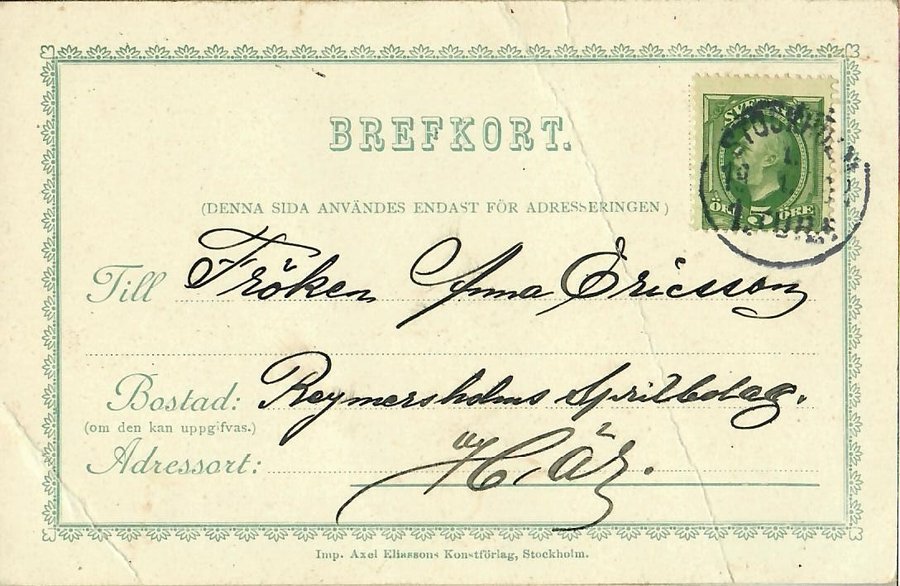 BREFKORT.
(DENNA SIDA ANVÄNDES ENDAST FÖR ADRESSERINGEN)
SVERIGE
5
ÖRE
Till Fröken Anna Ericsson
Bostad: Reymersholms Spritbolag.
(om den kan uppgifvas.)
Adressort: Här.
Imp. Axel Eliassons Konstförlag, Stockholm.